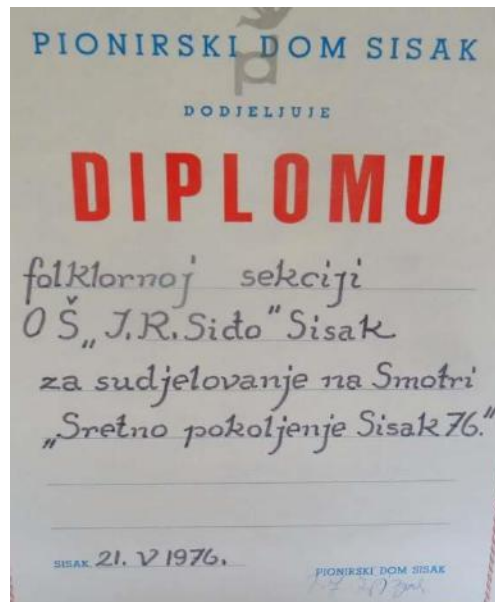 PIONIRSKI DOM SISAK
DODJELJUJE
DIPLOMU
folklornoj sekciji
OŠ „J.R.Siđo" Sisak
za sudjelovanje na Smotri
„Sretno pokoljenje Sisak 76."
SISAK 21. V 1976.
PIONIRSKI DOM SISAK